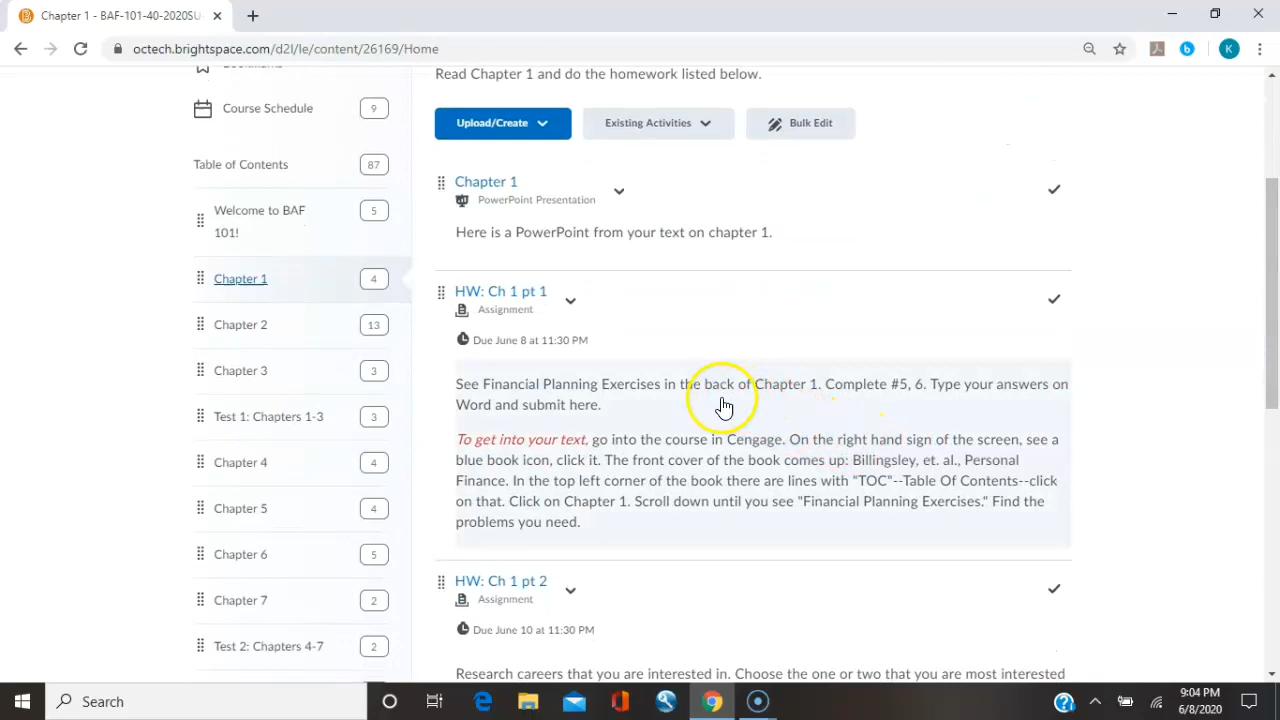 Chapter 1 - BAF-101-40-2020SU-
octech.brightspace.com/d2l/le/content/26169/Home
K
Read Chapter 1 and do the homework listed below.
Course Schedule
9
Upload/Create
Existing Activities
Bulk Edit
Table of Contents
87
Welcome to BAF
101!
5
Chapter 1
4
Chapter 2
13
Chapter 3
3
Test 1: Chapters 1-3
3
Chapter 4
4
Chapter 5
4
Chapter 6
5
Chapter 7
2
Test 2: Chapters 4-7
2
Chapter 1
PowerPoint Presentation
Here is a PowerPoint from your text on chapter 1.
HW: Ch 1 pt 1
Assignment
Due June 8 at 11:30 PM
See Financial Planning Exercises in the back of Chapter 1. Complete #5, 6. Type your answers on
Word and submit here.
To get into your text, go into the course in Cengage. On the right hand sign of the screen, see a
blue book icon, click it. The front cover of the book comes up: Billingsley, et. al., Personal
Finance. In the top left corner of the book there are lines with "TOC"--Table Of Contents--click
on that. Click on Chapter 1. Scroll down until you see "Financial Planning Exercises." Find the
problems you need.
HW: Ch 1 pt 2
Assignment
Due June 10 at 11:30 PM
Research careers that you are interested in. Choose the one or two that you are most interested
Search
9:04 PM
6/8/2020